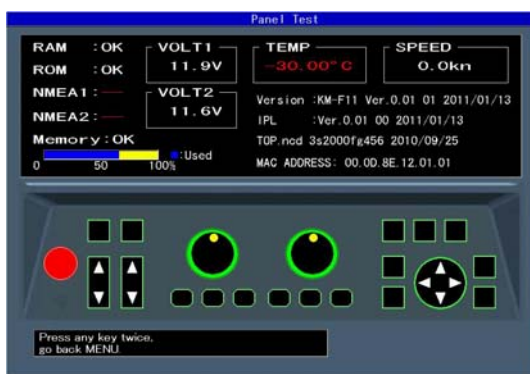 Panel Test
RAM :OK
ROM :OK
NMEA1:---
NMEA2:---
Memory:OK
0 50 100%
:Used
VOLT1
11.9V
VOLT2
11.6V
TEMP
-30.00°C
SPEED
0.0kn
Version :KM-F11 Ver.0.01 01 2011/01/13
IPL :Ver.0.01 00 2011/01/13
TOP.ncd 3s2000fg456 2010/09/25
MAC ADDRESS: 00.0D.8E.12.01.01
Press any key twice.
go back MENU.